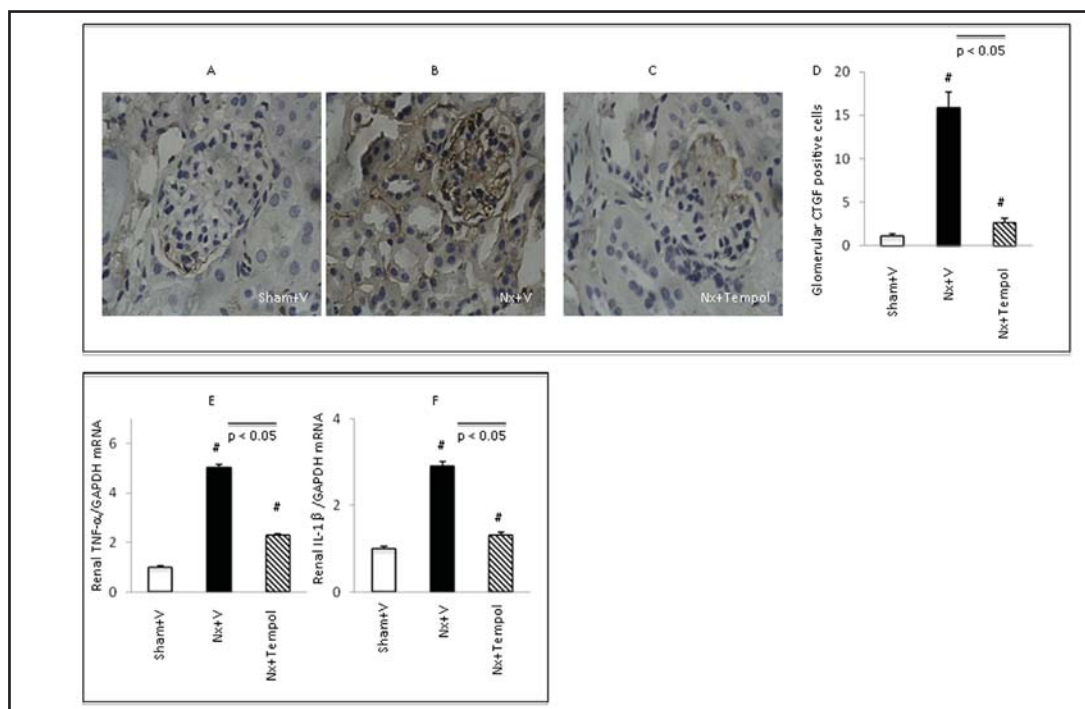 A
B
C
D
Sham+V
Nx+V
Nx+Tempol
p < 0.05
Glomerular CTGF positive cells
20
15
10
5
0
#
#
Sham+V
Nx+V
Nx+Tempol
E
p < 0.05
Renal TNF-α/GAPDH mRNA
6
4
2
0
#
#
Sham+V
Nx+V
Nx+Tempol
F
p < 0.05
Renal IL-1β/GAPDH mRNA
4
2
0
#
#
Sham+V
Nx+V
Nx+Tempol